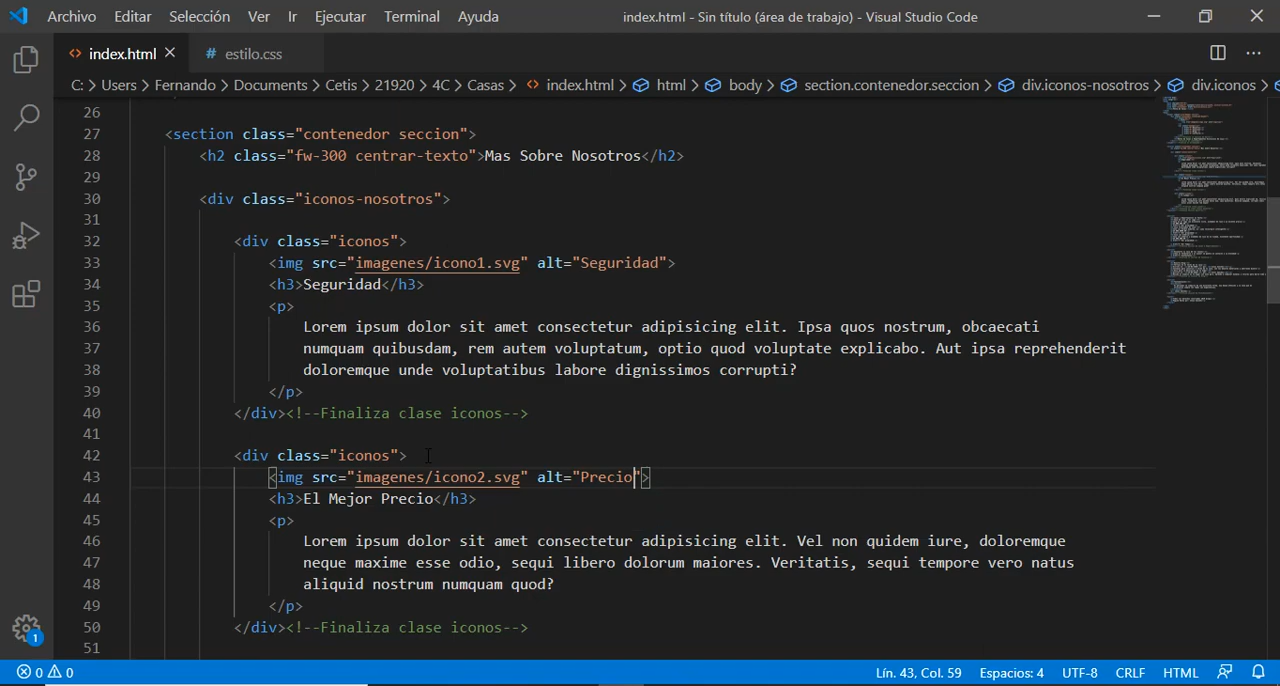 Archivo Editar Selección Ver Ir Ejecutar Terminal Ayuda index.html - Sin título (área de trabajo) - Visual Studio Code
index.html estilo.css
C: > Users > Fernando > Documents > Cetis > 21920 > 4C > Casas > index.html > html > body > section.contenedor.seccion > div.iconos-nosotros > div.iconos >
26
27 <section class="contenedor seccion">
28 <h2 class="fw-300 centrar-texto">Mas Sobre Nosotros</h2>
29
30 <div class="iconos-nosotros">
31
32 <div class="iconos">
33 <img src="imagenes/icono1.svg" alt="Seguridad">
34 <h3>Seguridad</h3>
35 <p>
36 Lorem ipsum dolor sit amet consectetur adipisicing elit. Ipsa quos nostrum, obcaecati
37 numquam quibusdam, rem autem voluptatum, optio quod voluptate explicabo. Aut ipsa reprehenderit
38 doloremque unde voluptatibus labore dignissimos corrupti?
39 </p>
40 </div><!--Finaliza clase iconos-->
41
42 <div class="iconos">
43 <img src="imagenes/icono2.svg" alt="Precio">
44 <h3>El Mejor Precio</h3>
45 <p>
46 Lorem ipsum dolor sit amet consectetur adipisicing elit. Vel non quidem iure, doloremque
47 neque maxime esse odio, sequi libero dolorum maiores. Veritatis, sequi tempore vero natus
48 aliquid nostrum numquam quod?
49 </p>
50 </div><!--Finaliza clase iconos-->
51
1
0 0 Lín. 43, Col. 59 Espacios: 4 UTF-8 CRLF HTML